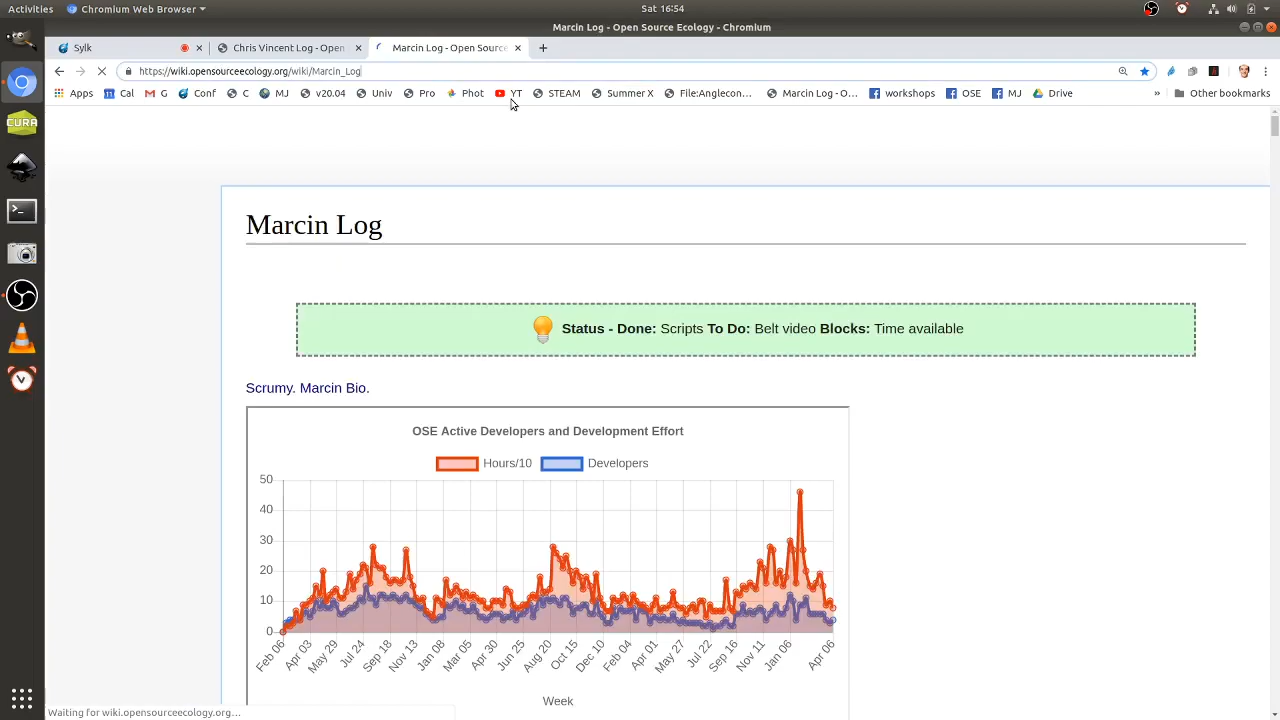 Activities Chromium Web Browser Sat 16:54
Marcin Log - Open Source Ecology - Chromium
Sylk Chris Vincent Log - Open Marcin Log - Open Source
https://wiki.opensourceecology.org/wiki/Marcin_Log
Apps Cal G Conf C MJ v20.04 Univ Pro Phot YT STEAM Summer X File:Anglecon... Marcin Log - O... workshops OSE MJ Drive » Other bookmarks
CURA
Marcin Log
Status - Done: Scripts To Do: Belt video Blocks: Time available
Scrumy. Marcin Bio.
OSE Active Developers and Development Effort
Hours/10 Developers
50
40
30
20
10
0
Feb 06 Apr 03 May 29 Jul 24 Sep 18 Nov 13 Jan 08 Mar 05 Apr 30 Jun 25 Aug 20 Oct 15 Dec 10 Feb 04 Apr 01 May 27 Jul 22 Sep 16 Nov 11 Jan 06 Apr 06
Week
Waiting for wiki.opensourceecology.org...